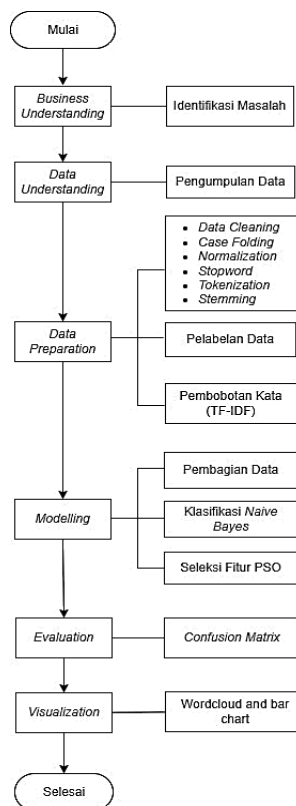 Mulai
Business
Understanding
Identifikasi Masalah
Data
Understanding
Pengumpulan Data
• Data Cleaning
• Case Folding
• Normalization
• Stopword
• Tokenization
• Stemming
Data
Preparation
Pelabelan Data
Pembobotan Kata
(TF-IDF)
Pembagian Data
Modelling
Klasifikasi Naive
Bayes
Seleksi Fitur PSO
Evaluation
Confusion Matrix
Visualization
Wordcloud and bar
chart
Selesai